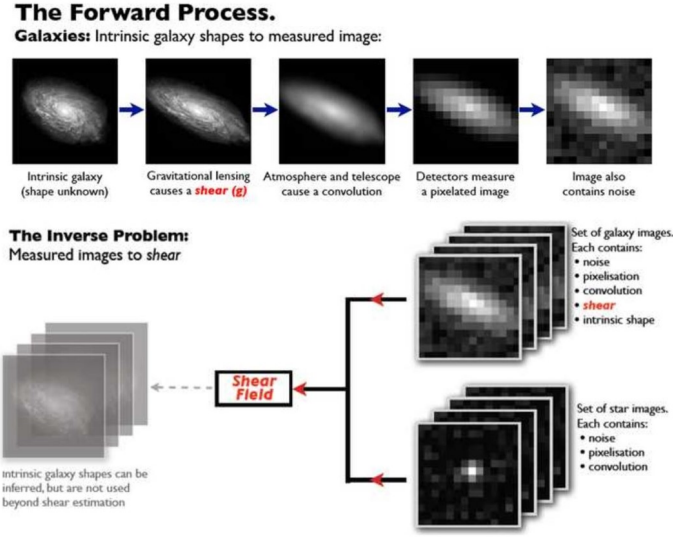 The Forward Process.
Galaxies: Intrinsic galaxy shapes to measured image:
Intrinsic galaxy
(shape unknown)
Gravitational lensing
causes a shear (g)
Atmosphere and telescope
cause a convolution
Detectors measure
a pixelated image
Image also
contains noise
The Inverse Problem:
Measured images to shear
Set of galaxy images.
Each contains:
• noise
• pixelisation
• convolution
• shear
• intrinsic shape
Shear
Field
Set of star images.
Each contains:
• noise
• pixelisation
• convolution
Intrinsic galaxy shapes can be
inferred, but are not used
beyond shear estimation